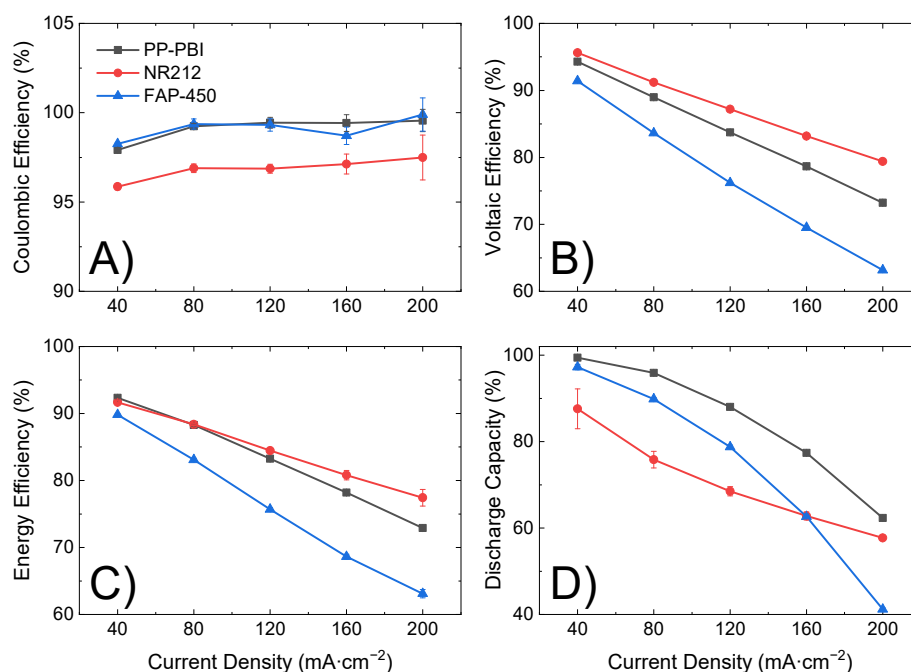 105
100
95
90
Coulombic Efficiency (%)
PP-PBI
NR212
FAP-450
A)
40 80 120 160 200
100
90
80
70
60
Voltaic Efficiency (%)
B)
40 80 120 160 200
100
90
80
70
60
Energy Efficiency (%)
C)
40 80 120 160 200
Current Density (mA·cm⁻²)
100
80
60
40
Discharge Capacity (%)
D)
40 80 120 160 200
Current Density (mA·cm⁻²)